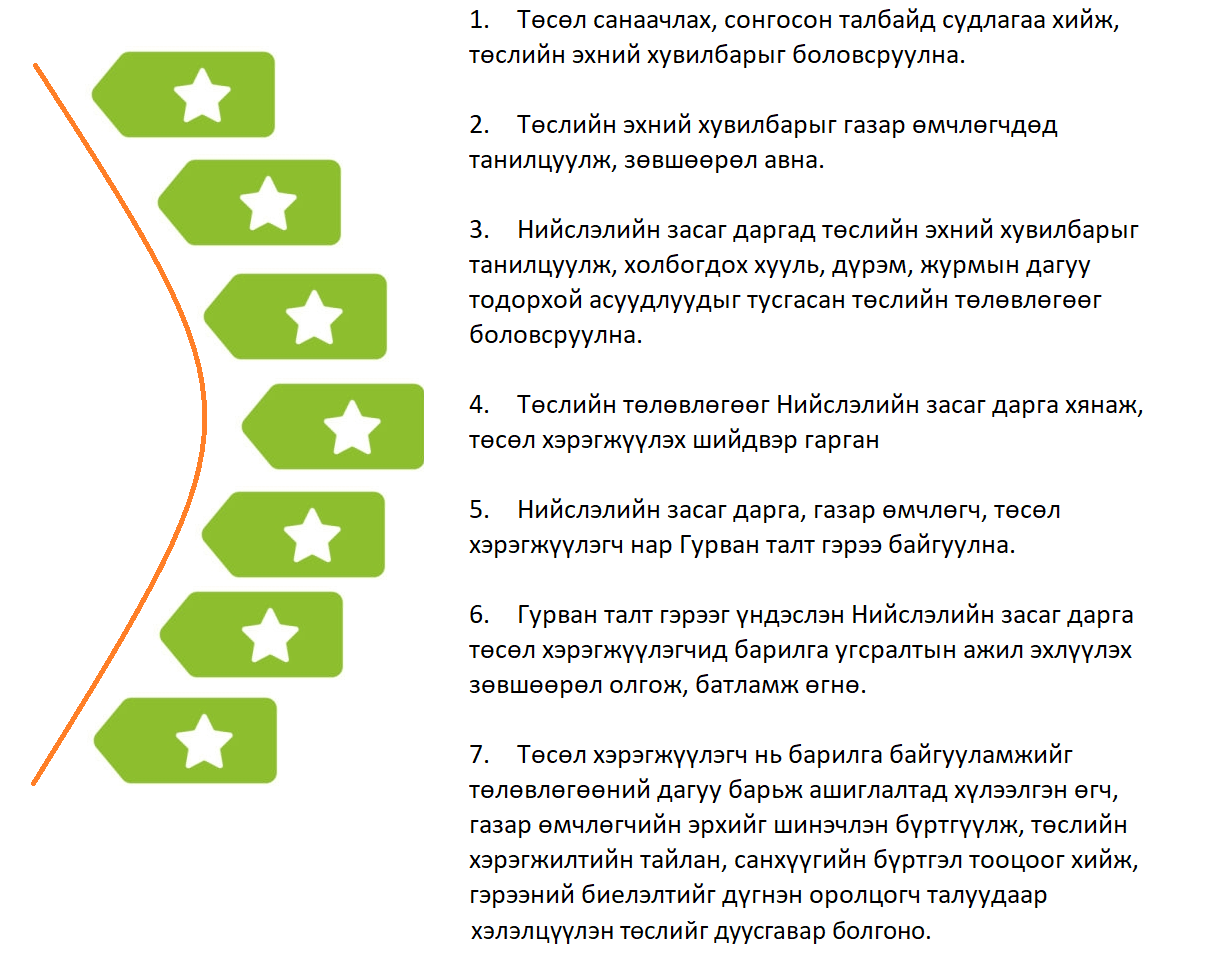 1. Төсөл санаачлах, сонгосон талбайд судлагаа хийж,
төслийн эхний хувилбарыг боловсруулна.
2. Төслийн эхний хувилбарыг газар өмчлөгчдөд
танилцуулж, зөвшөөрөл авна.
3. Нийслэлийн засаг даргад төслийн эхний хувилбарыг
танилцуулж, холбогдох хууль, дүрэм, журмын дагуу
тодорхой асуудлуудыг тусгасан төслийн төлөвлөгөөг
боловсруулна.
4. Төслийн төлөвлөгөөг Нийслэлийн засаг дарга хянаж,
төсөл хэрэгжүүлэх шийдвэр гарган
5. Нийслэлийн засаг дарга, газар өмчлөгч, төсөл
хэрэгжүүлэгч нар Гурван талт гэрээ байгуулна.
6. Гурван талт гэрээг үндэслэн Нийслэлийн засаг дарга
төсөл хэрэгжүүлэгчид барилга угсралтын ажил эхлүүлэх
зөвшөөрөл олгож, батламж өгнө.
7. Төсөл хэрэгжүүлэгч нь барилга байгууламжийг
төлөвлөгөөний дагуу барьж ашиглалтад хүлээлгэн өгч,
газар өмчлөгчийн эрхийг шинэчлэн бүртгүүлж, төслийн
хэрэгжилтийн тайлан, санхүүгийн бүртгэл тооцоог хийж,
гэрээний биелэлтийг дүгнэн оролцогч талуудаар
хэлэлцүүлэн төслийг дуусгавар болгоно.